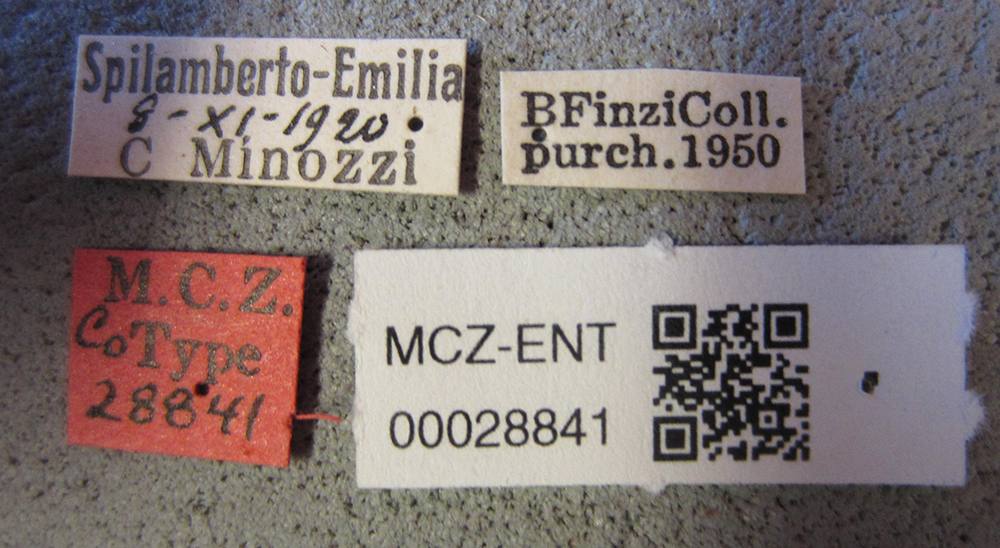 Spilamberto-Emilia
8-XI-1920
C Minozzi
BFinziColl.
purch.1950
M.C.Z.
CoType
28841
MCZ-ENT
00028841